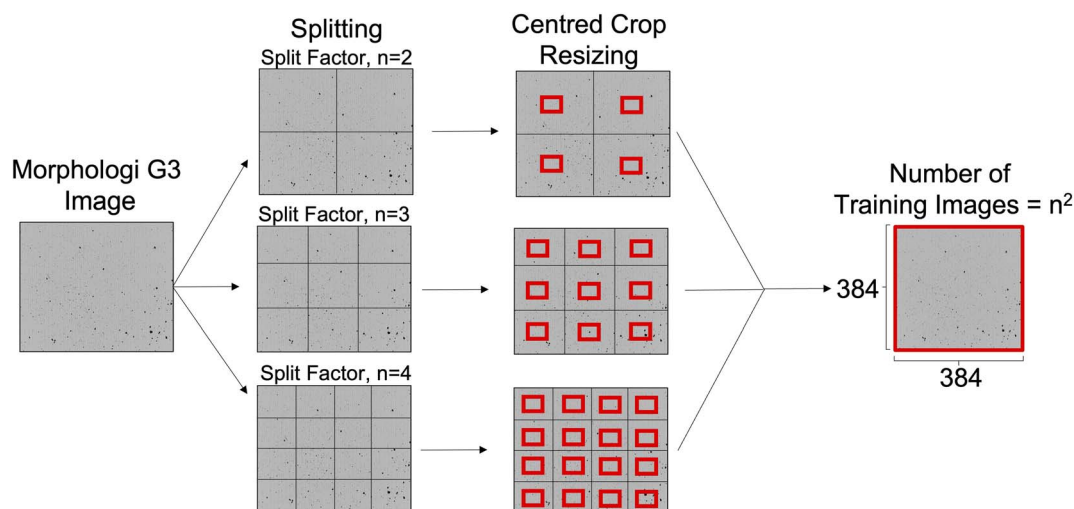 Morphologi G3
Image
Splitting
Split Factor, n=2
Split Factor, n=3
Split Factor, n=4
Centred Crop
Resizing
Number of
Training Images = n²
384
384